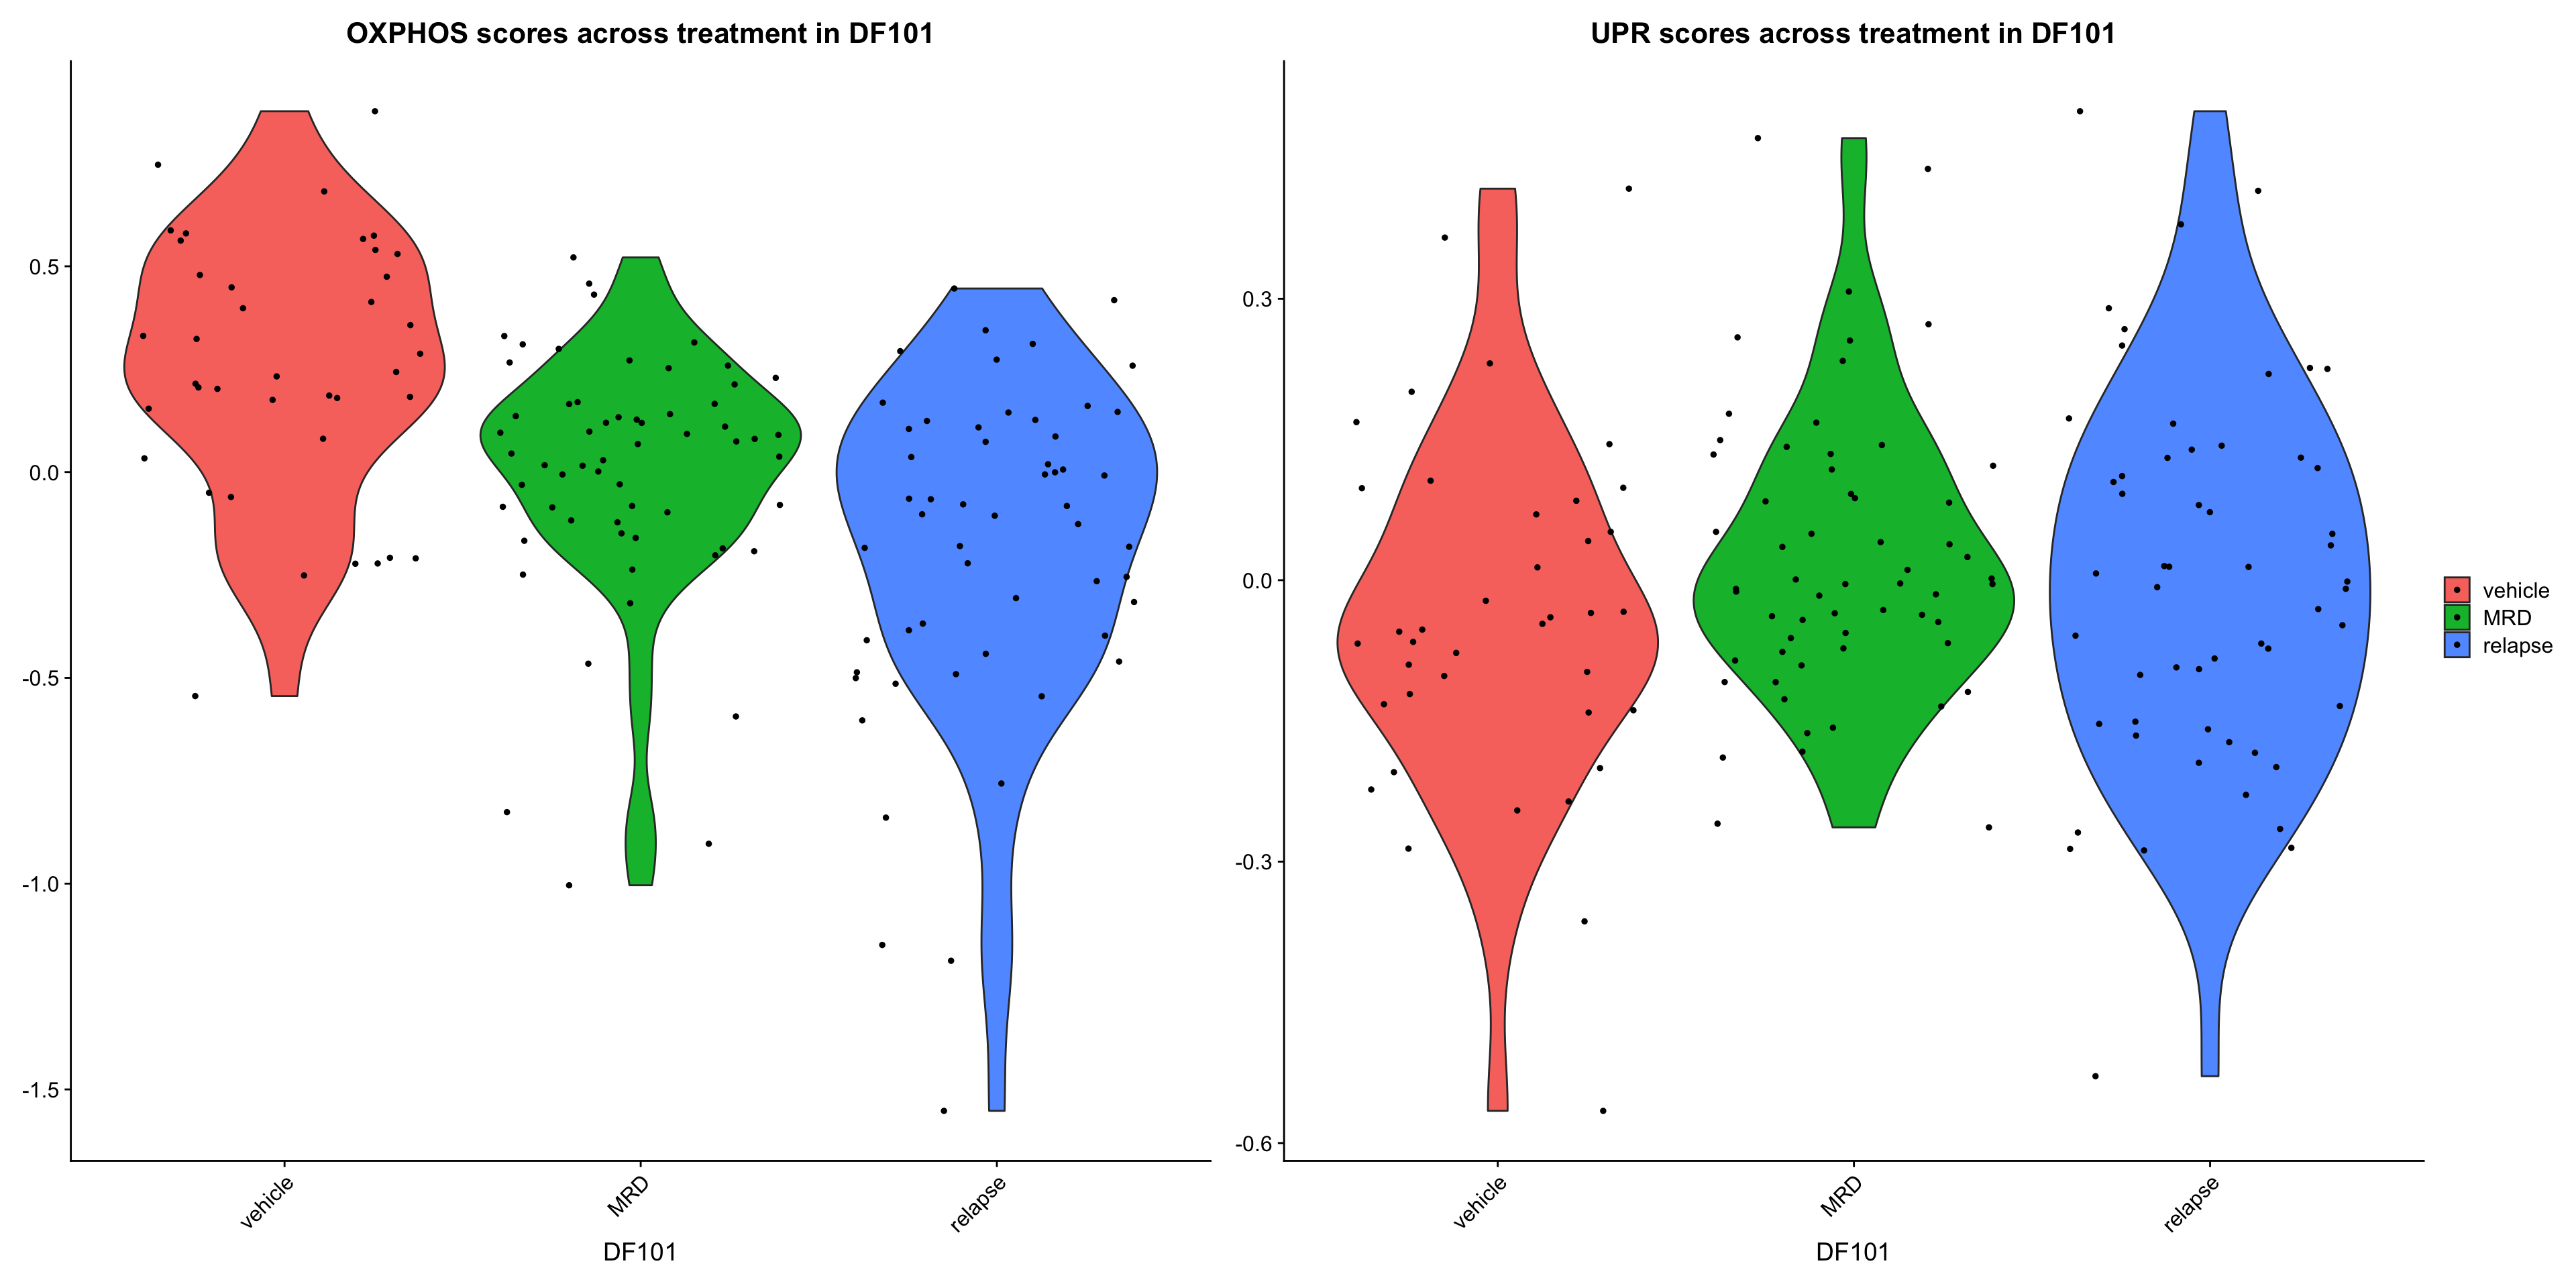 OXPHOS scores across treatment in DF101
0.5
0.0
-0.5
-1.0
-1.5
vehicle
MRD
relapse
DF101
UPR scores across treatment in DF101
0.3
0.0
-0.3
-0.6
vehicle
MRD
relapse
DF101
vehicle
MRD
relapse